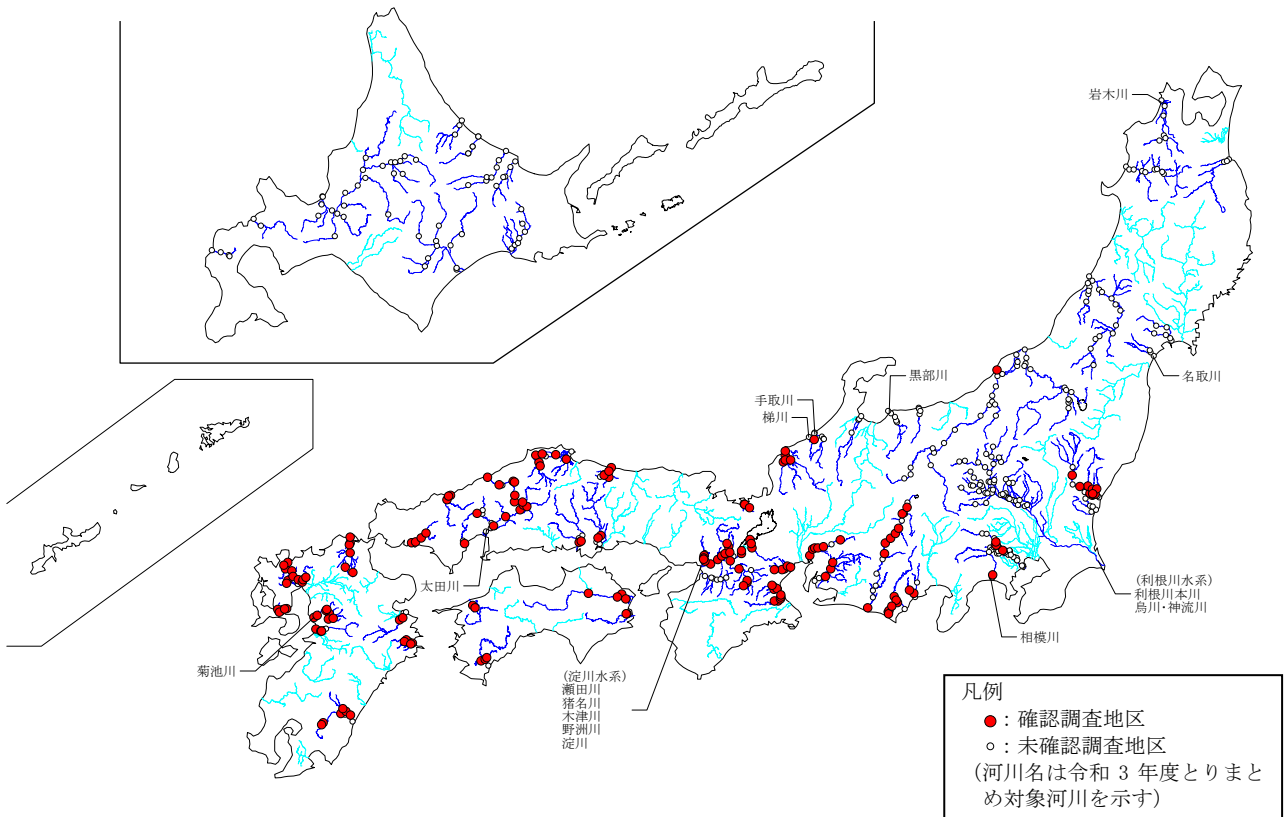 岩木川
名取川
黒部川
手取川
梯川
太田川
菊池川
(淀川水系)
瀬田川
猪名川
木津川
野洲川
淀川
(利根川水系)
利根川本川
烏川・神流川
相模川
凡例
：確認調査地区
：未確認調査地区
(河川名は令和 3 年度とりまと
め対象河川を示す)